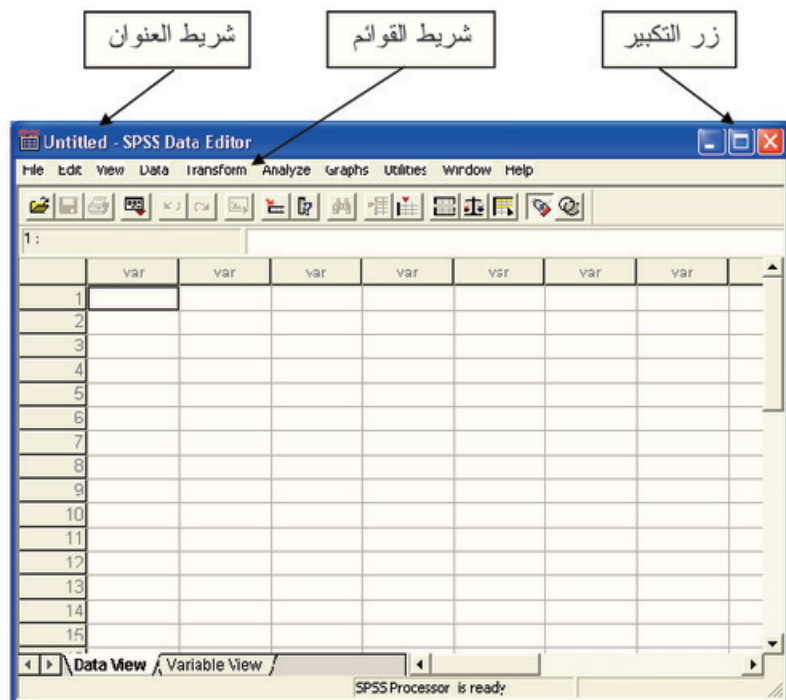 زر التكبير شريط القوائم شريط العنوان
Untitled - SPSS Data Editor
File Edit View Data Transform Analyze Graphs Utilities Window Help
1 :
var var var var var var var
1
2
3
4
5
6
7
8
9
10
11
12
13
14
15
Data View Variable View
SPSS Processor is ready